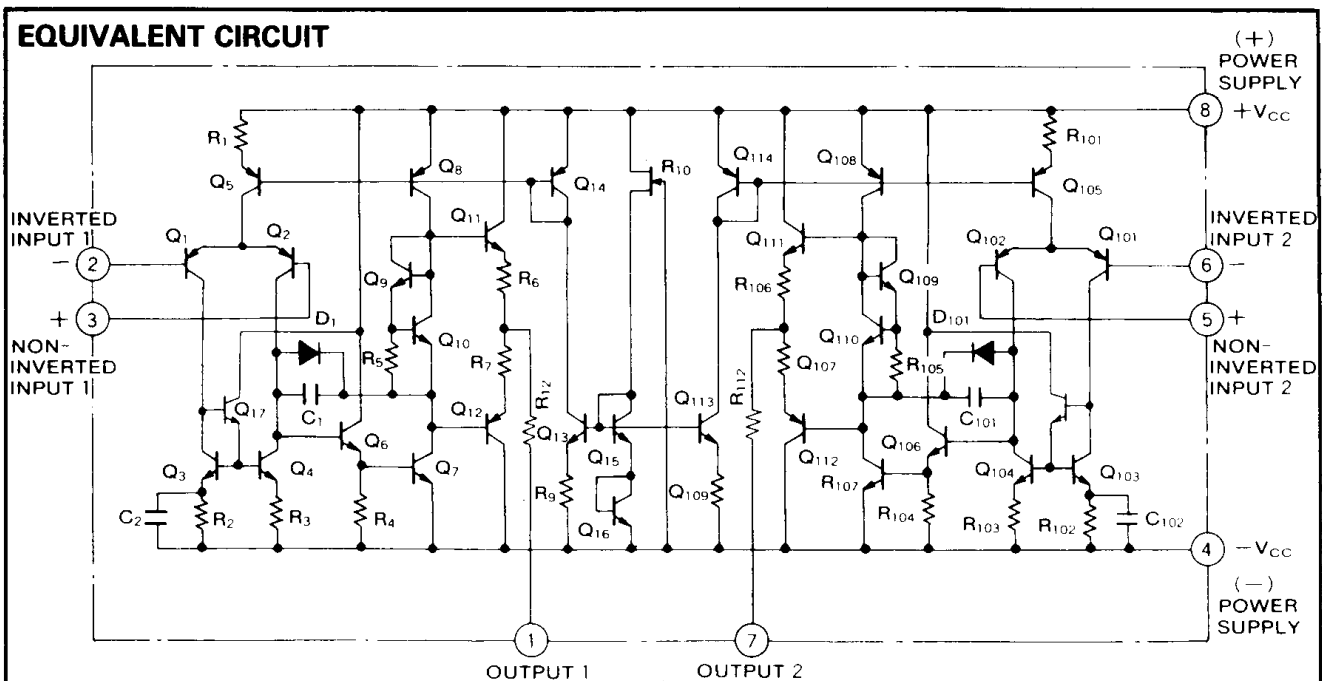 EQUIVALENT CIRCUIT
(+)
POWER
SUPPLY
8 +VCC
R1
R101
Q5
Q8
Q14
R10
Q114
Q108
Q105
INVERTED
INPUT 1
− 2
Q1
Q2
Q11
Q111
Q102
Q101
INVERTED
INPUT 2
6 −
Q9
R6
R106
Q109
+ 3
5 +
NON-
INVERTED
INPUT 1
D1
Q10
R5
R7
Q110
Q107
R105
D101
NON-
INVERTED
INPUT 2
C1
R12
R112
C101
Q17
Q6
Q12
Q13
Q15
Q113
Q112
Q106
Q3
Q4
Q7
Q104
Q103
C2
R2
R3
R4
R9
Q16
Q109
R107
R104
R103
R102
C102
4 −VCC
(−)
POWER
SUPPLY
1
7
OUTPUT 1
OUTPUT 2